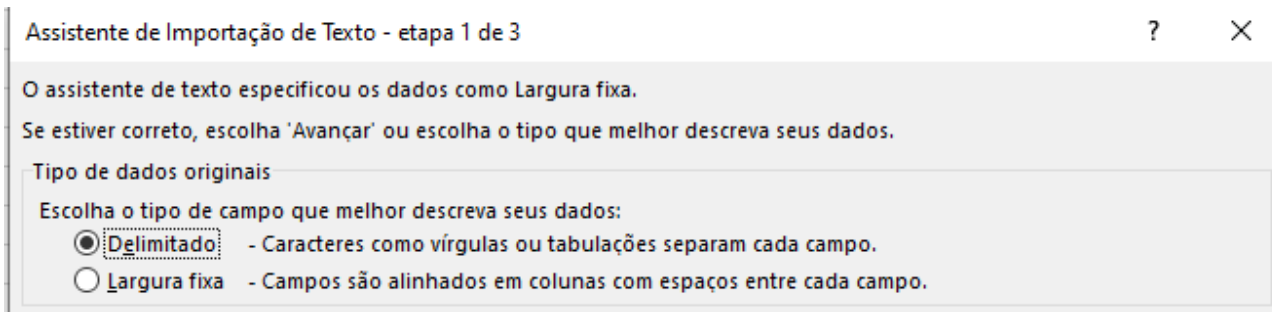 Assistente de Importação de Texto - etapa 1 de 3 ? ×
O assistente de texto especificou os dados como Largura fixa.
Se estiver correto, escolha 'Avançar' ou escolha o tipo que melhor descreva seus dados.
Tipo de dados originais
Escolha o tipo de campo que melhor descreva seus dados:
Delimitado - Caracteres como vírgulas ou tabulações separam cada campo.
Largura fixa - Campos são alinhados em colunas com espaços entre cada campo.